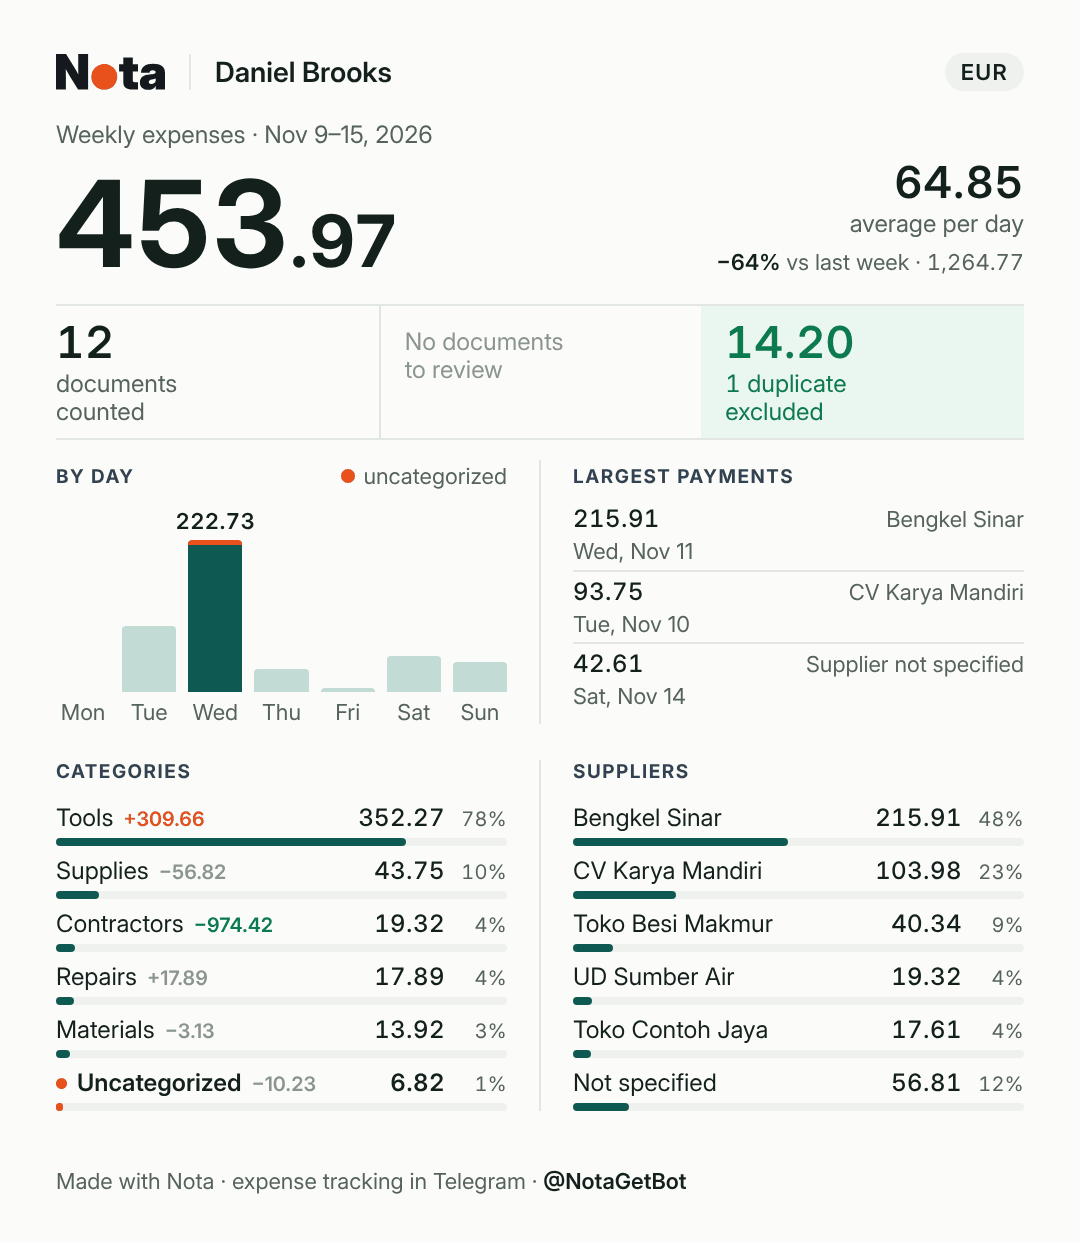 Nota
Daniel Brooks
EUR
Weekly expenses · Nov 9–15, 2026
453.97
64.85
average per day
−64% vs last week · 1,264.77
12
documents
counted
No documents
to review
14.20
1 duplicate
excluded
BY DAY
uncategorized
222.73
Mon Tue Wed Thu Fri Sat Sun
LARGEST PAYMENTS
215.91 Bengkel Sinar
Wed, Nov 11
93.75 CV Karya Mandiri
Tue, Nov 10
42.61 Supplier not specified
Sat, Nov 14
CATEGORIES
Tools +309.66 352.27 78%
Supplies −56.82 43.75 10%
Contractors −974.42 19.32 4%
Repairs +17.89 17.89 4%
Materials −3.13 13.92 3%
Uncategorized −10.23 6.82 1%
SUPPLIERS
Bengkel Sinar 215.91 48%
CV Karya Mandiri 103.98 23%
Toko Besi Makmur 40.34 9%
UD Sumber Air 19.32 4%
Toko Contoh Jaya 17.61 4%
Not specified 56.81 12%
Made with Nota · expense tracking in Telegram · @NotaGetBot